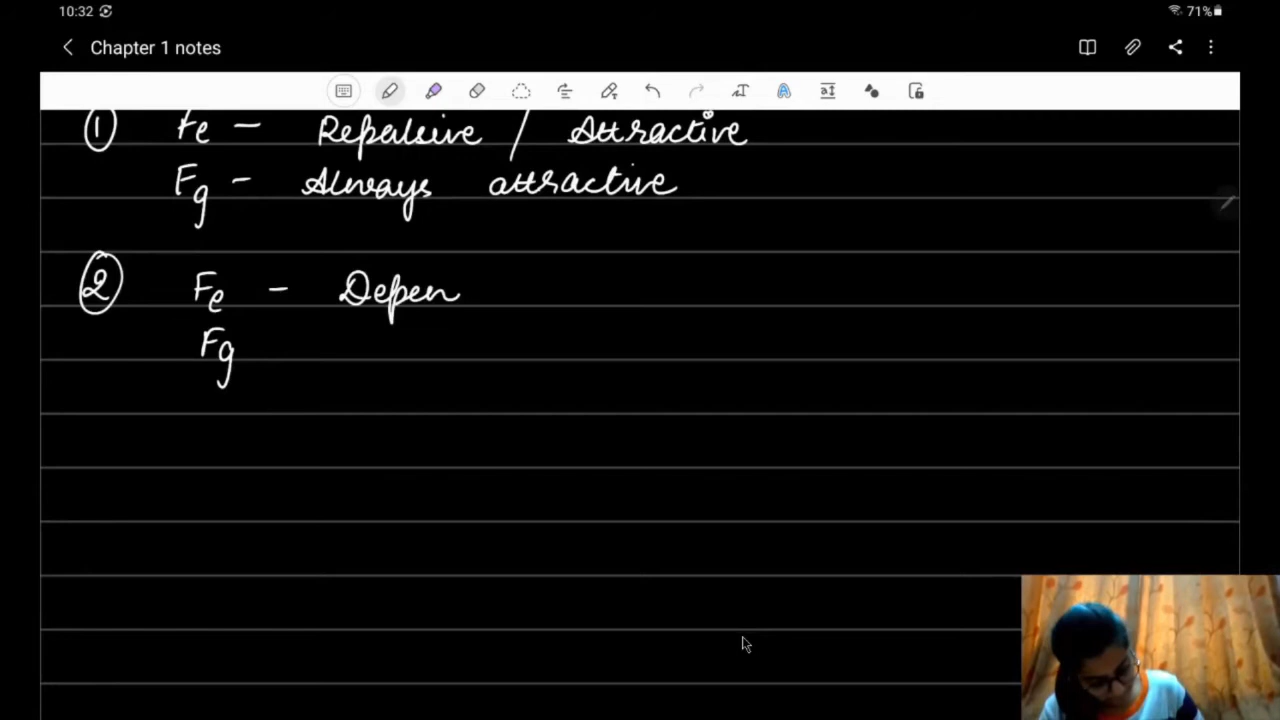 10:32
71%
Chapter 1 notes
① Fe - Repulsive / Attractive
Fg - Always attractive
② Fe - Depen
Fg